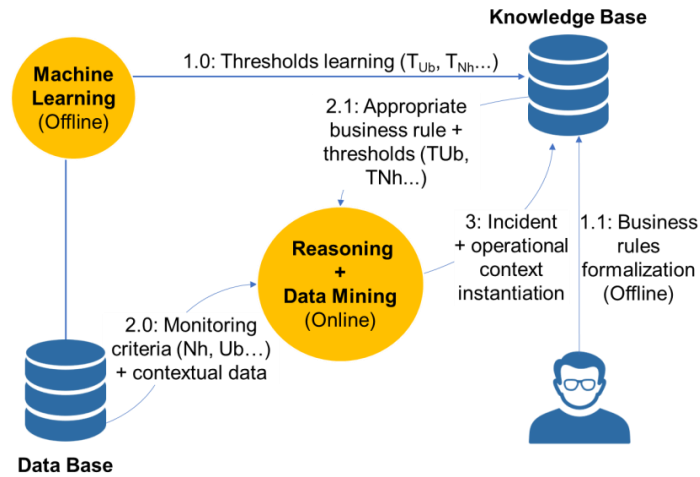 Knowledge Base
Machine
Learning
(Offline)
1.0: Thresholds learning (T_Ub, T_Nh...)
2.1: Appropriate
business rule +
thresholds (TUb,
TNh...)
Reasoning
+
Data Mining
(Online)
3: Incident
+ operational
context
instantiation
1.1: Business
rules
formalization
(Offline)
2.0: Monitoring
criteria (Nh, Ub...)
+ contextual data
Data Base